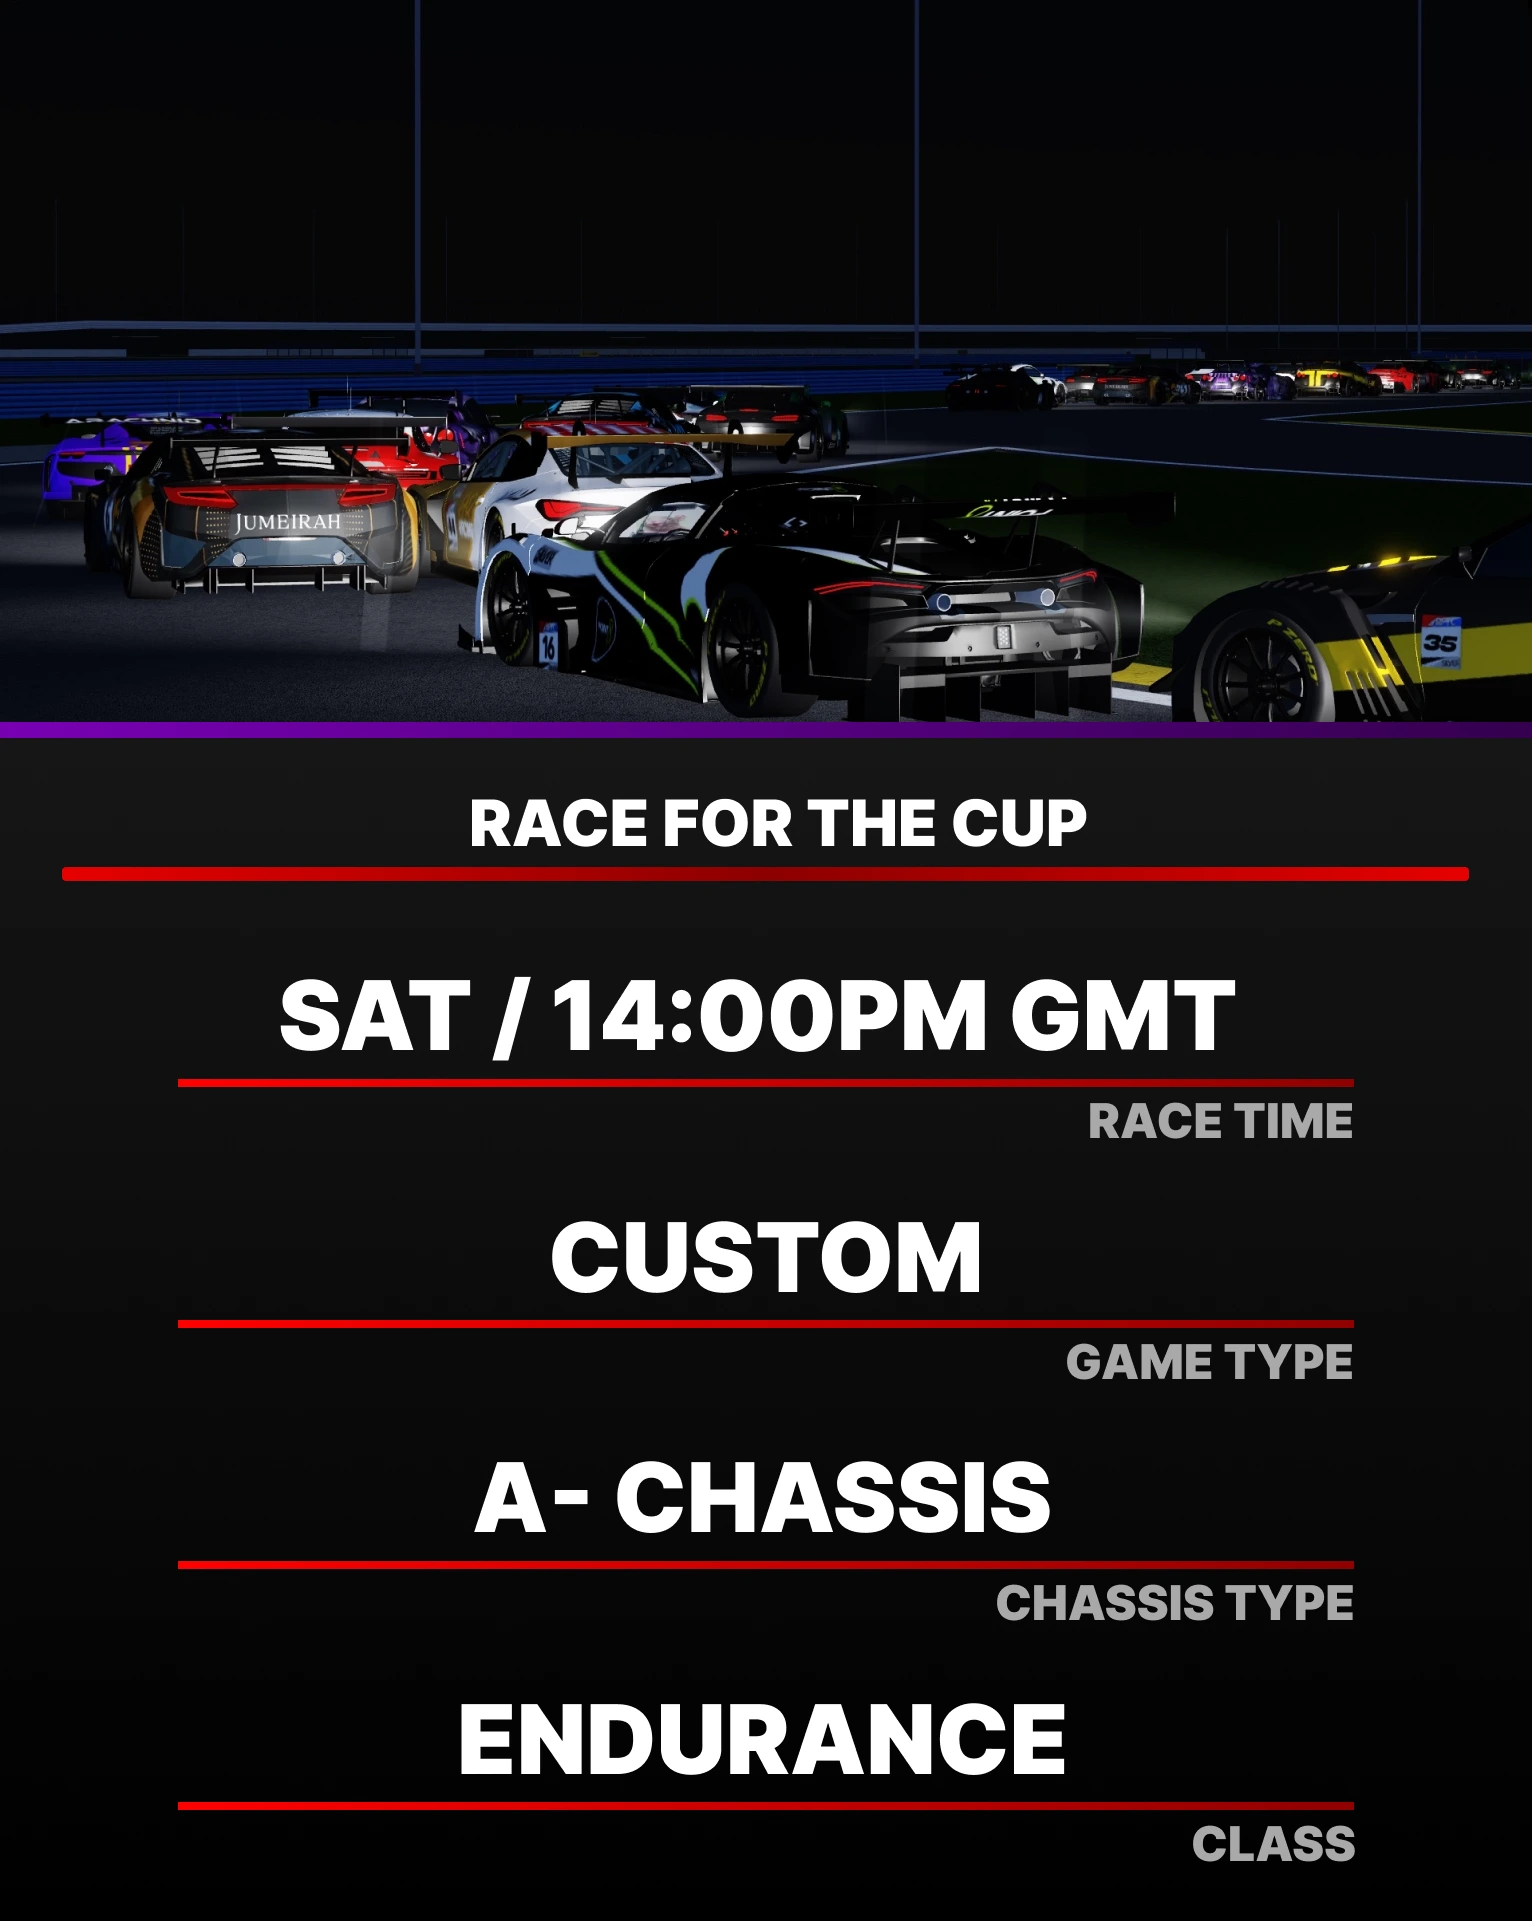 JUMEIRAH
16
P ZERO
35
RACE FOR THE CUP
SAT / 14:00PM GMT
RACE TIME
CUSTOM
GAME TYPE
A- CHASSIS
CHASSIS TYPE
ENDURANCE
CLASS